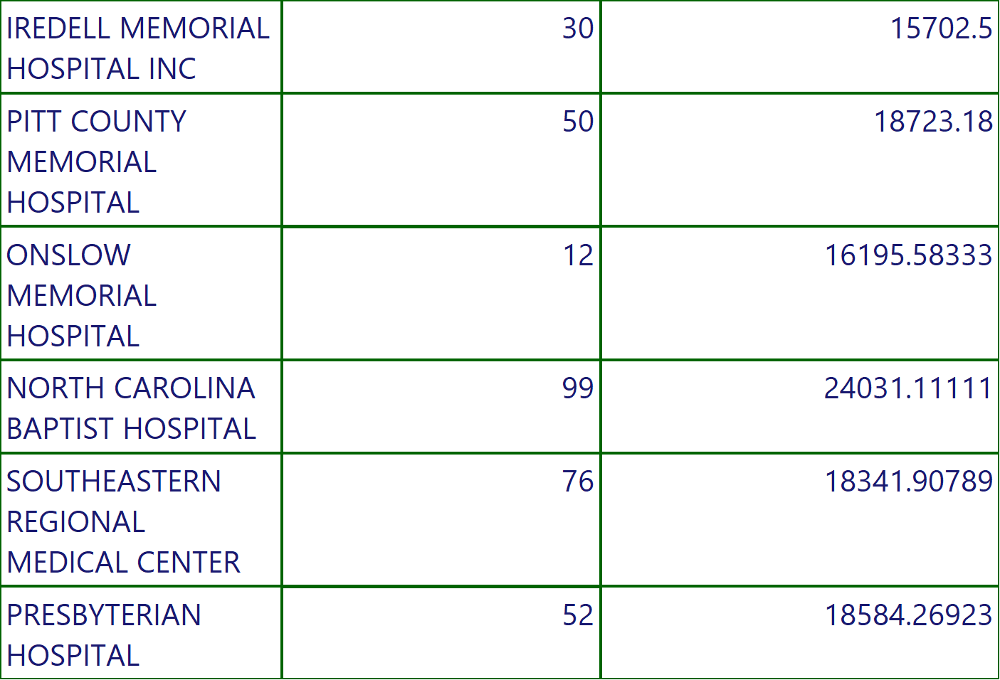 IREDELL MEMORIAL 30 15702.5
HOSPITAL INC
PITT COUNTY 50 18723.18
MEMORIAL
HOSPITAL
ONSLOW 12 16195.58333
MEMORIAL
HOSPITAL
NORTH CAROLINA 99 24031.11111
BAPTIST HOSPITAL
SOUTHEASTERN 76 18341.90789
REGIONAL
MEDICAL CENTER
PRESBYTERIAN 52 18584.26923
HOSPITAL